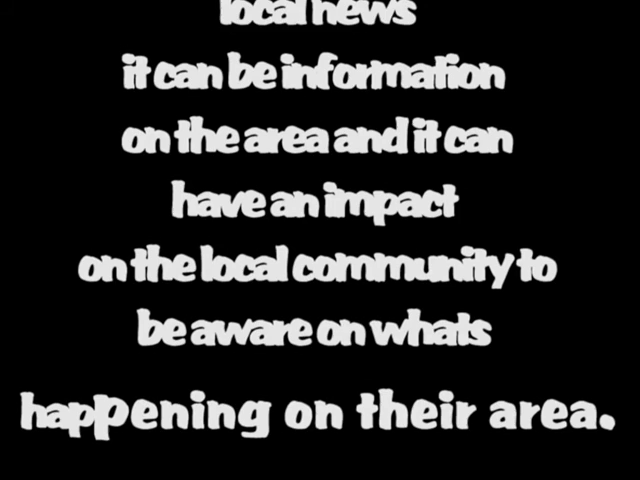 local news
it can be information
on the area and it can
have an impact
on the local community to
be aware on whats
happening on their area.